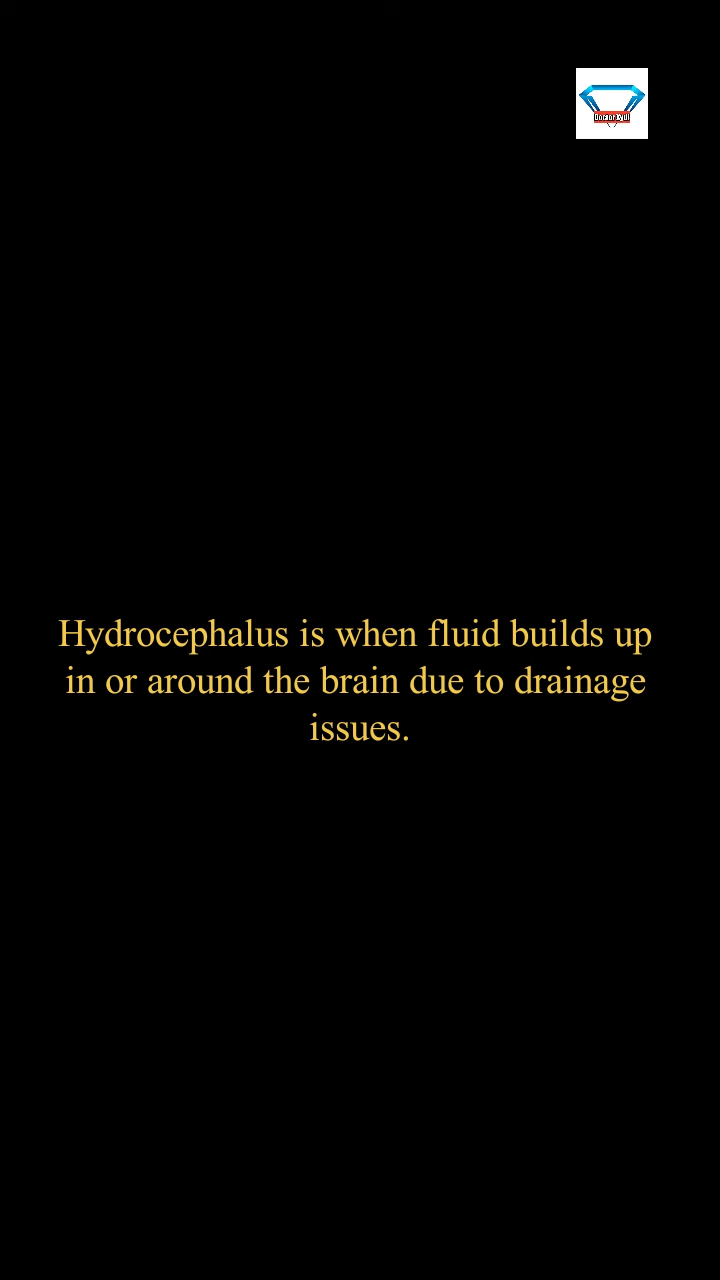 Hydrocephalus is when fluid builds up
in or around the brain due to drainage
issues.